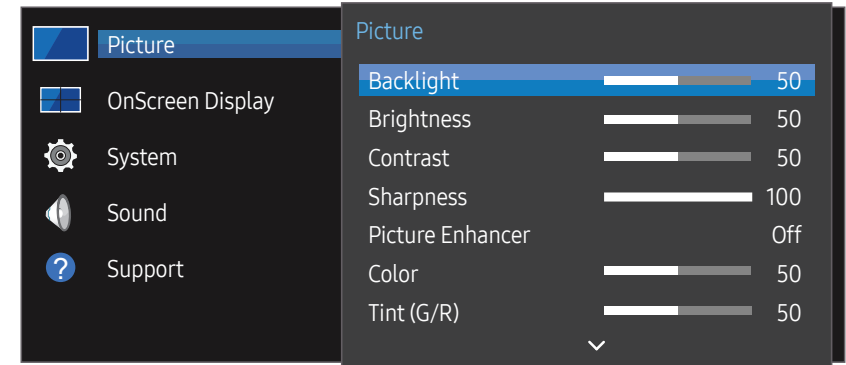 Picture
OnScreen Display
System
Sound
Support
Picture
Backlight 50
Brightness 50
Contrast 50
Sharpness 100
Picture Enhancer Off
Color 50
Tint (G/R) 50